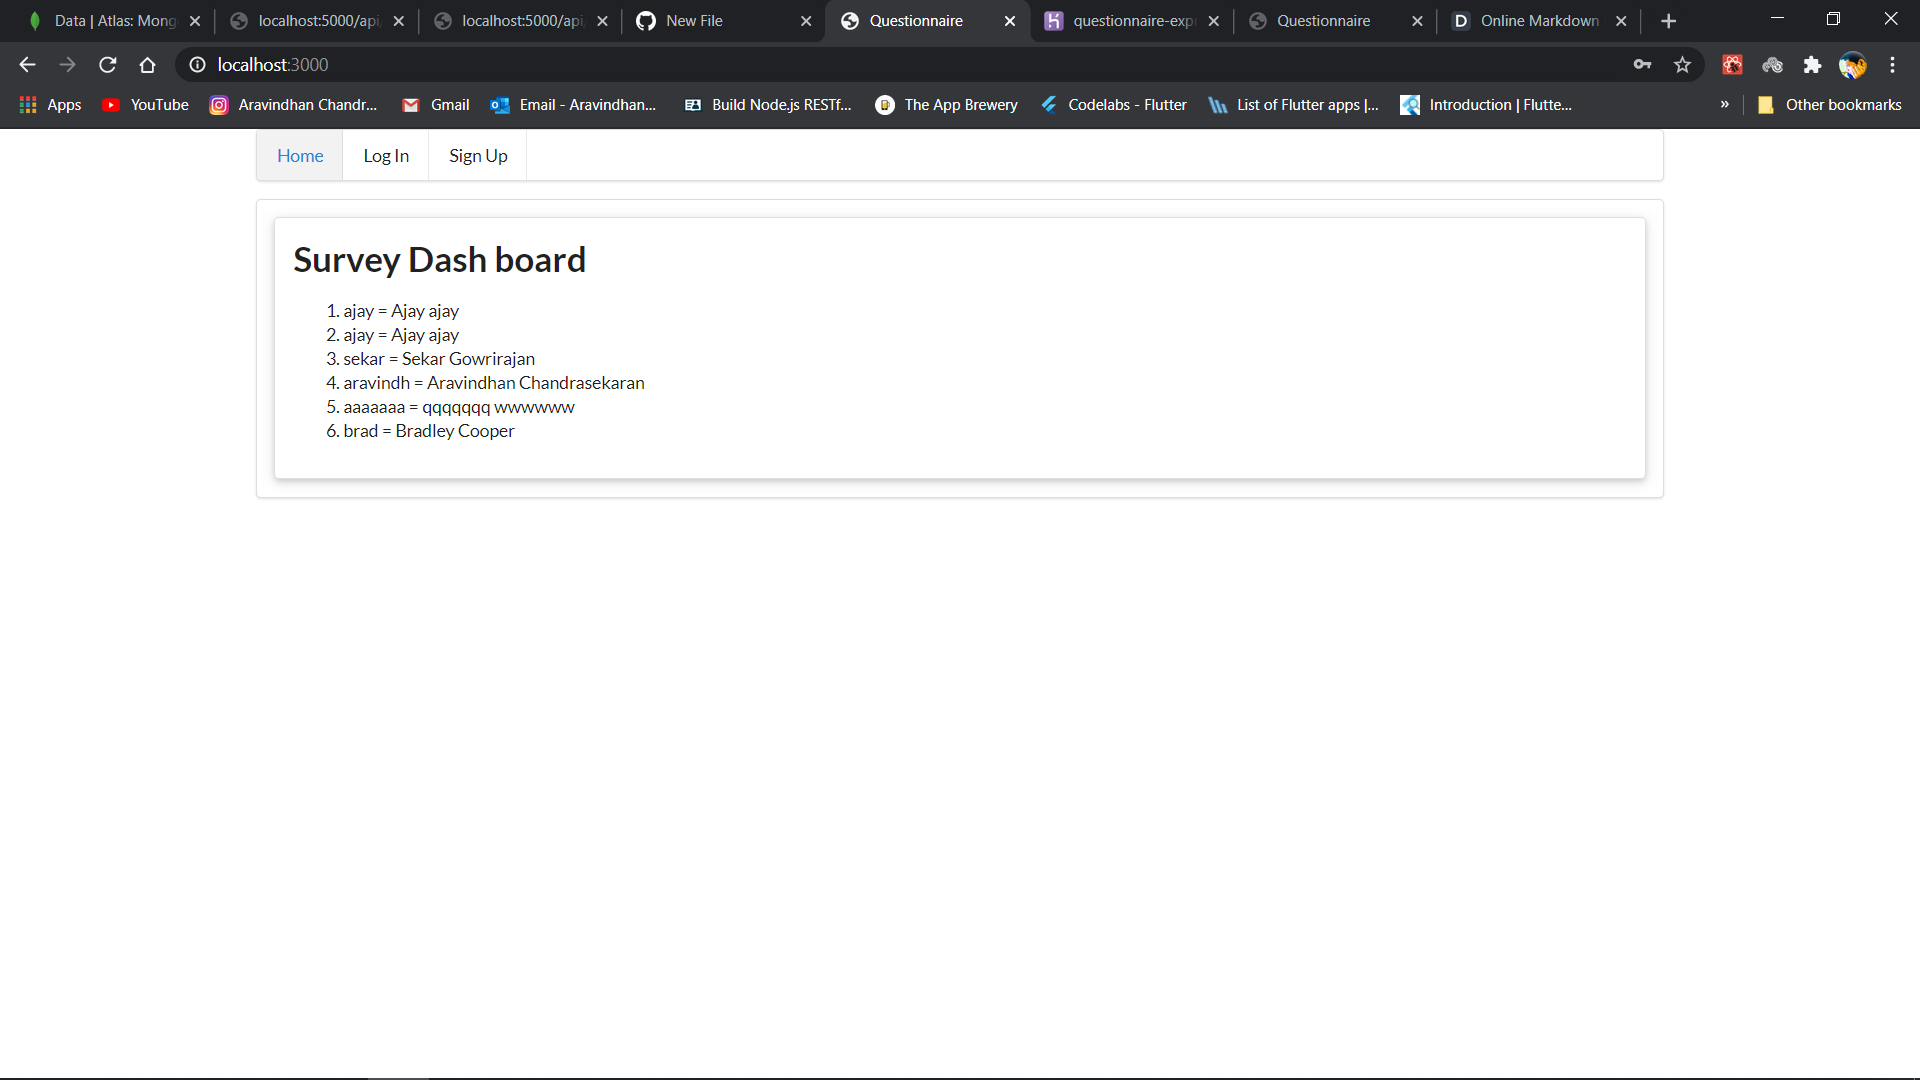 Data | Atlas: Mong
localhost:5000/api
localhost:5000/api
New File
Questionnaire
questionnaire-exp
Questionnaire
Online Markdown
localhost:3000
Apps
YouTube
Aravindhan Chandr...
Gmail
Email - Aravindhan...
Build Node.js RESTf...
The App Brewery
Codelabs - Flutter
List of Flutter apps |...
Introduction | Flutte...
»
Other bookmarks
Home
Log In
Sign Up
Survey Dash board
1. ajay = Ajay ajay
2. ajay = Ajay ajay
3. sekar = Sekar Gowrirajan
4. aravindh = Aravindhan Chandrasekaran
5. aaaaaaa = qqqqqqq wwwwww
6. brad = Bradley Cooper